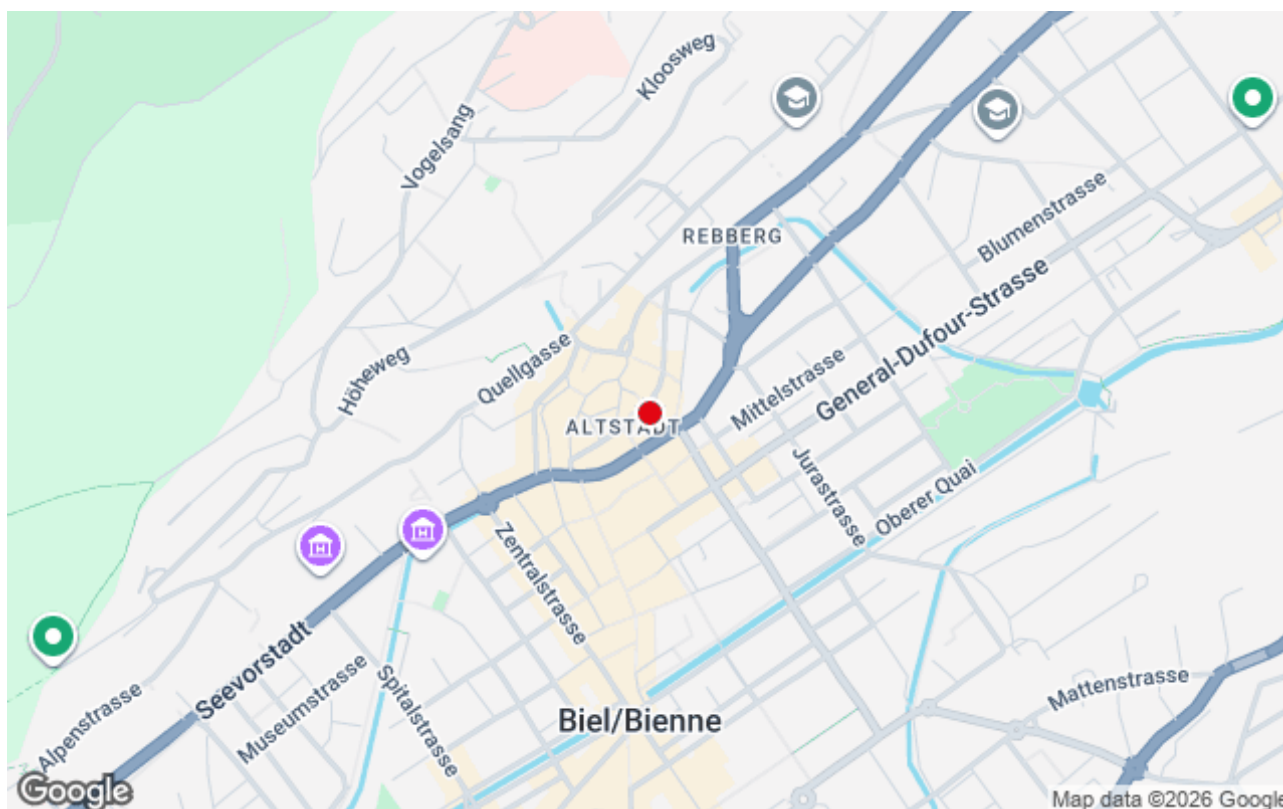 Kloosweg
Vogelsang
REBBERG
Blumenstrasse
General-Dufour-Strasse
Höheweg
Quellgasse
Mittelstrasse
ALTSTADT
Jurastrasse
Oberer Quai
Zentralstrasse
Seevorstadt
Museumstrasse
Spitalstrasse
Alpenstrasse
Mattenstrasse
Biel/Bienne
Google
Map data ©2026 Google